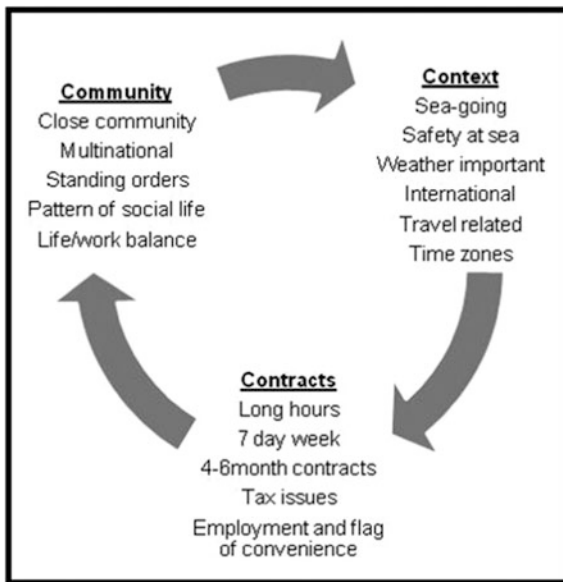 Community
Close community
Multinational
Standing orders
Pattern of social life
Life/work balance
Context
Sea-going
Safety at sea
Weather important
International
Travel related
Time zones
Contracts
Long hours
7 day week
4-6month contracts
Tax issues
Employment and flag
of convenience